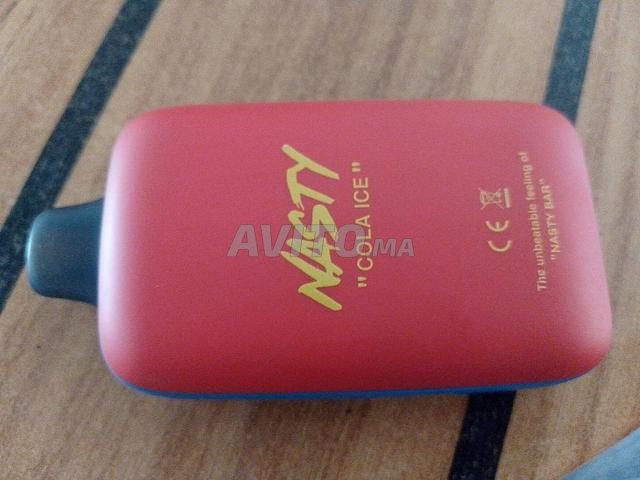 NASTY
"COLA ICE"
CE
The unbeatable feeling of
"NASTY BAR"
AVITO.MA